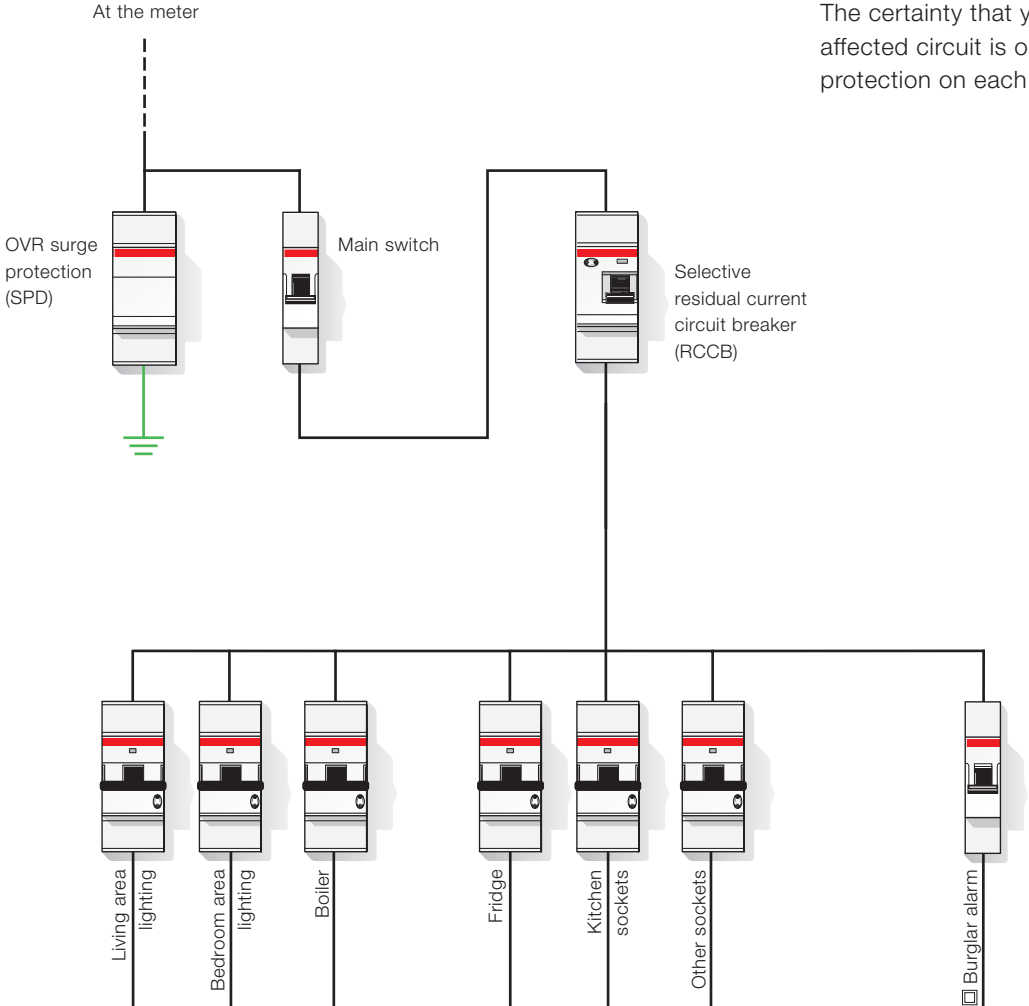 At the meter
The certainty that
affected circuit is
protection on each
OVR surge
protection
(SPD)
Main switch
Selective
residual current
circuit breaker
(RCCB)
Living area
lighting
Bedroom area
lighting
Boiler
Fridge
Kitchen
sockets
Other sockets
Burglar alarm